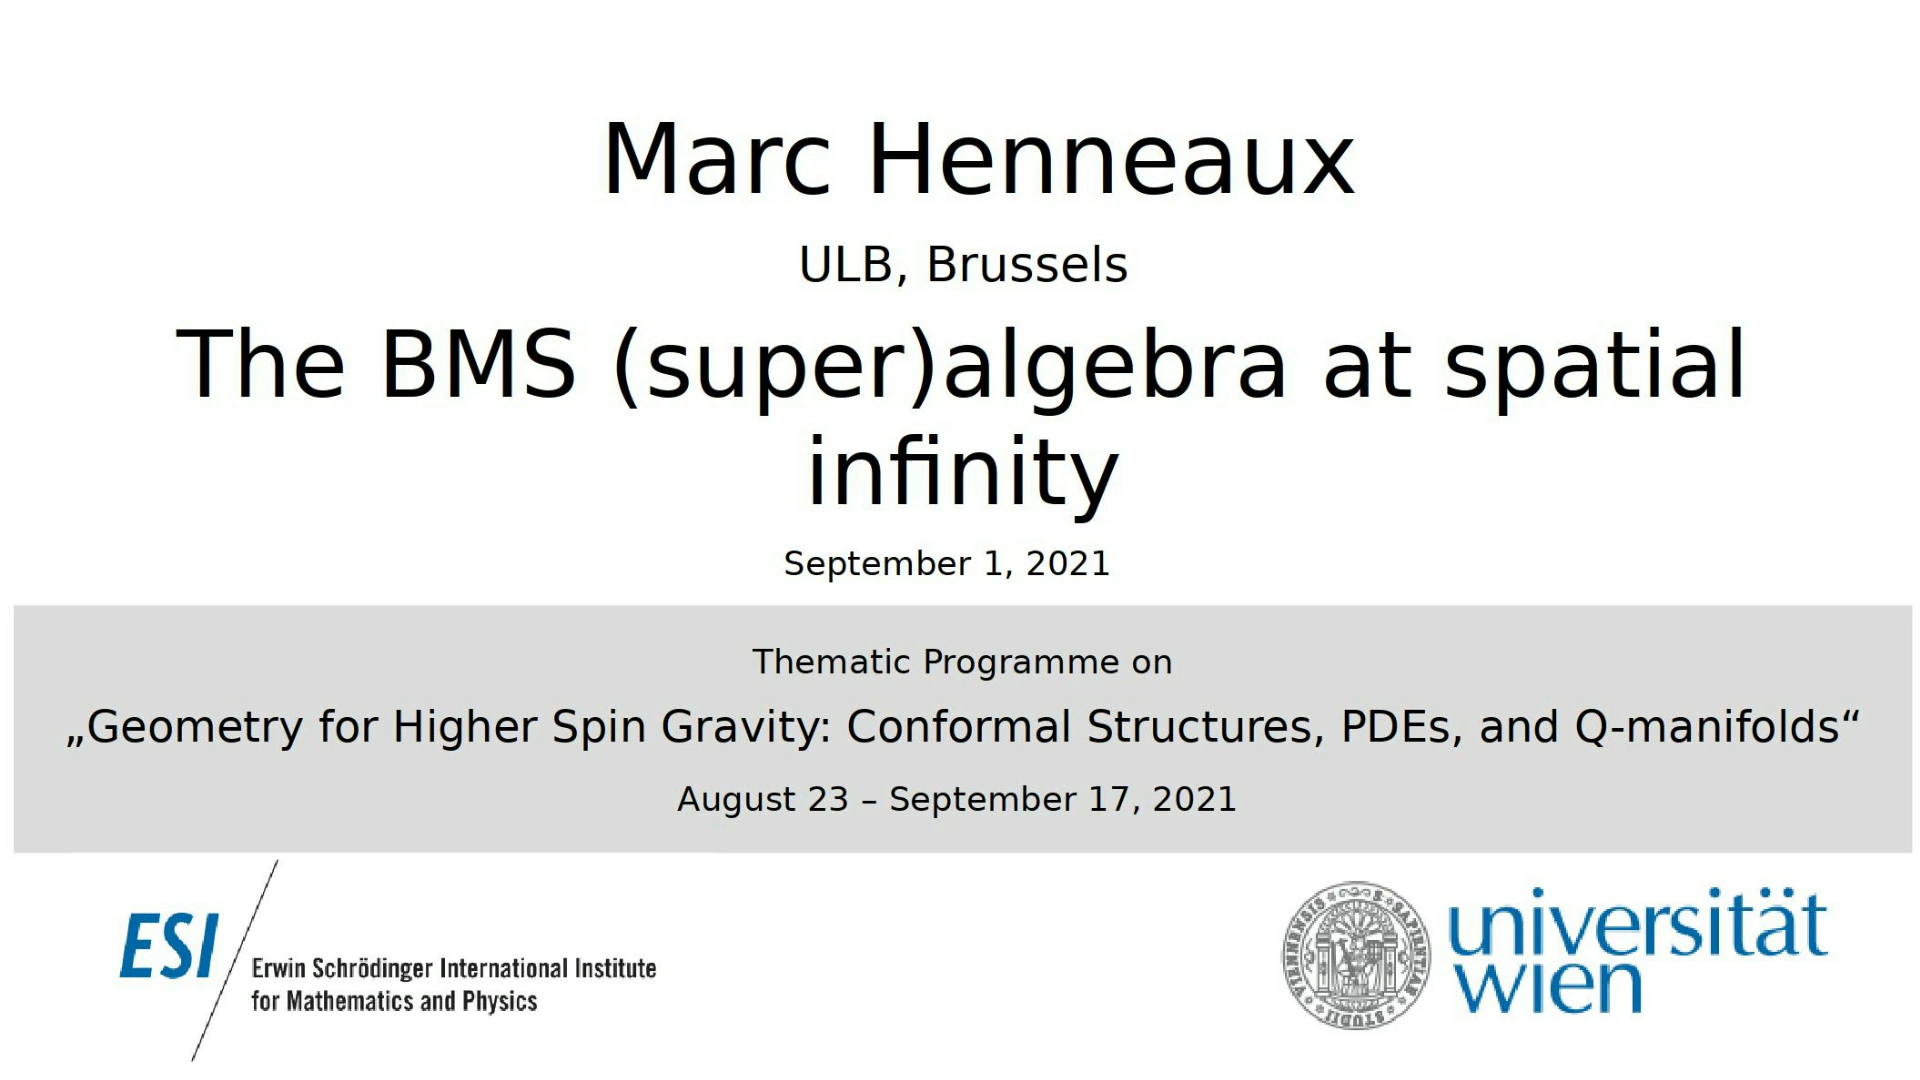 Marc Henneaux
ULB, Brussels
The BMS (super)algebra at spatial
infinity
September 1, 2021
Thematic Programme on
„Geometry for Higher Spin Gravity: Conformal Structures, PDEs, and Q-manifolds“
August 23 – September 17, 2021
ESI
Erwin Schrödinger International Institute
for Mathematics and Physics
universität
wien